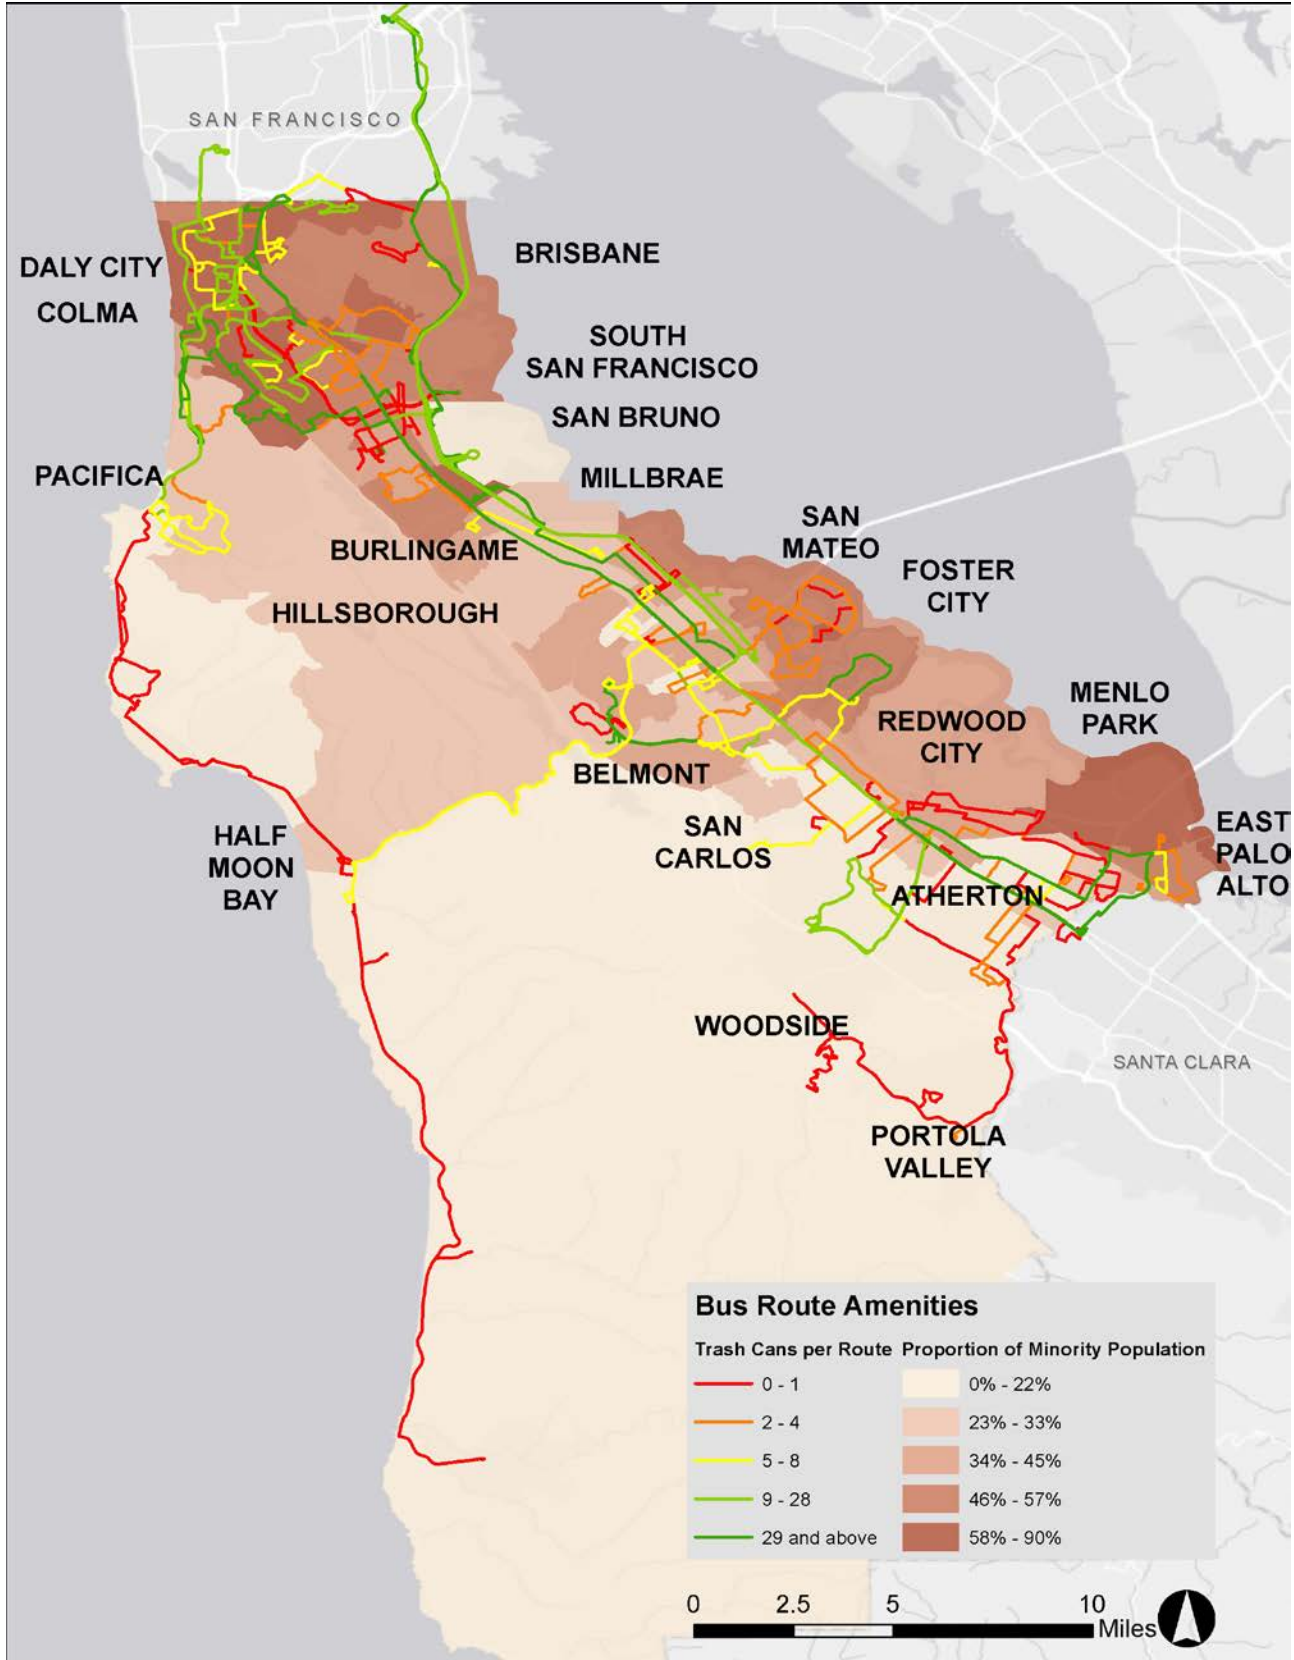 SAN FRANCISCO
BRISBANE
DALY CITY
COLMA
SOUTH
SAN FRANCISCO
SAN BRUNO
PACIFICA
MILLBRAE
SAN
MATEO
BURLINGAME
FOSTER
CITY
HILLSBOROUGH
MENLO
PARK
REDWOOD
CITY
BELMONT
HALF
MOON
BAY
SAN
CARLOS
EAST
PALO
ALTO
ATHERTON
WOODSIDE
SANTA CLARA
PORTOLA
VALLEY
Bus Route Amenities
Trash Cans per Route Proportion of Minority Population
0 - 1 0% - 22%
2 - 4 23% - 33%
5 - 8 34% - 45%
9 - 28 46% - 57%
29 and above 58% - 90%
0 2.5 5 10
Miles